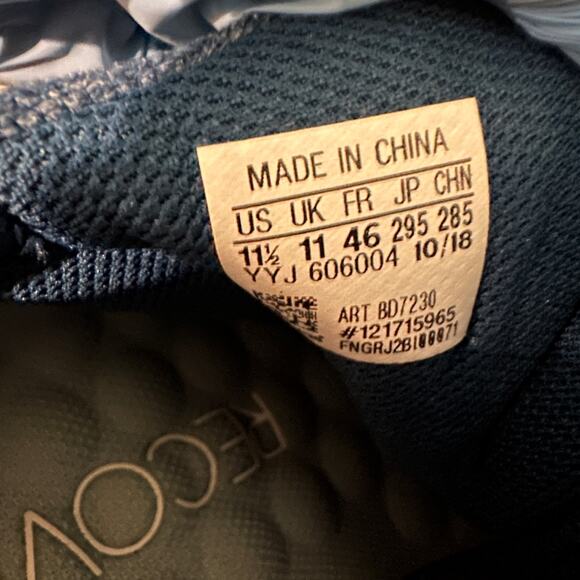 MADE IN CHINA
US UK FR JP CHN
11½ 11 46 295 285
YYJ 606004 10/18
ART BD7230
#121715965
RECOV